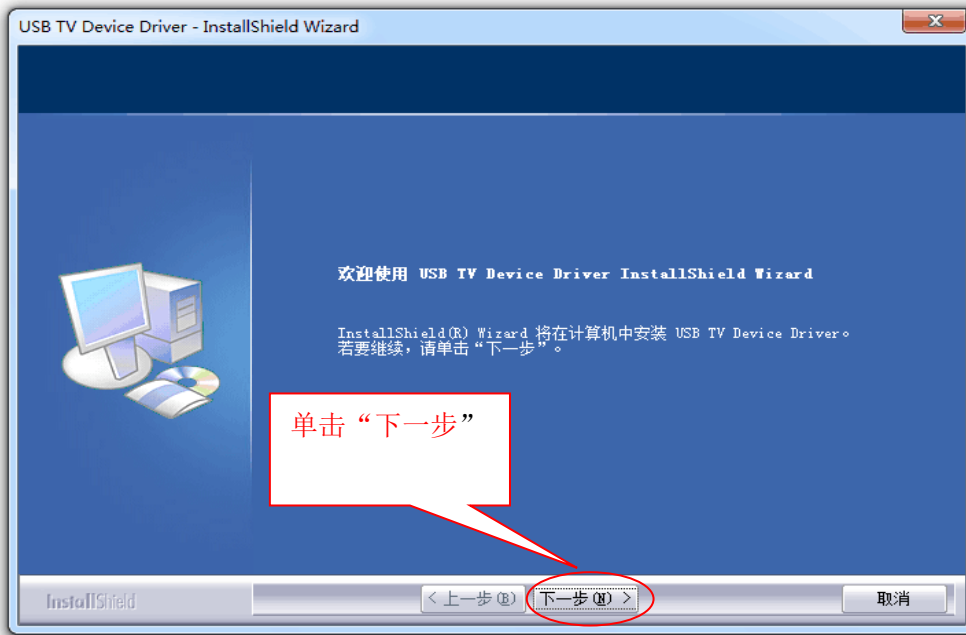 USB TV Device Driver - InstallShield Wizard
欢迎使用 USB TV Device Driver InstallShield Wizard
InstallShield(R) Wizard 将在计算机中安装 USB TV Device Driver。
若要继续，请单击“下一步”。
单击“下一步”
InstallShield
<上一步(B)
下一步(N) >
取消